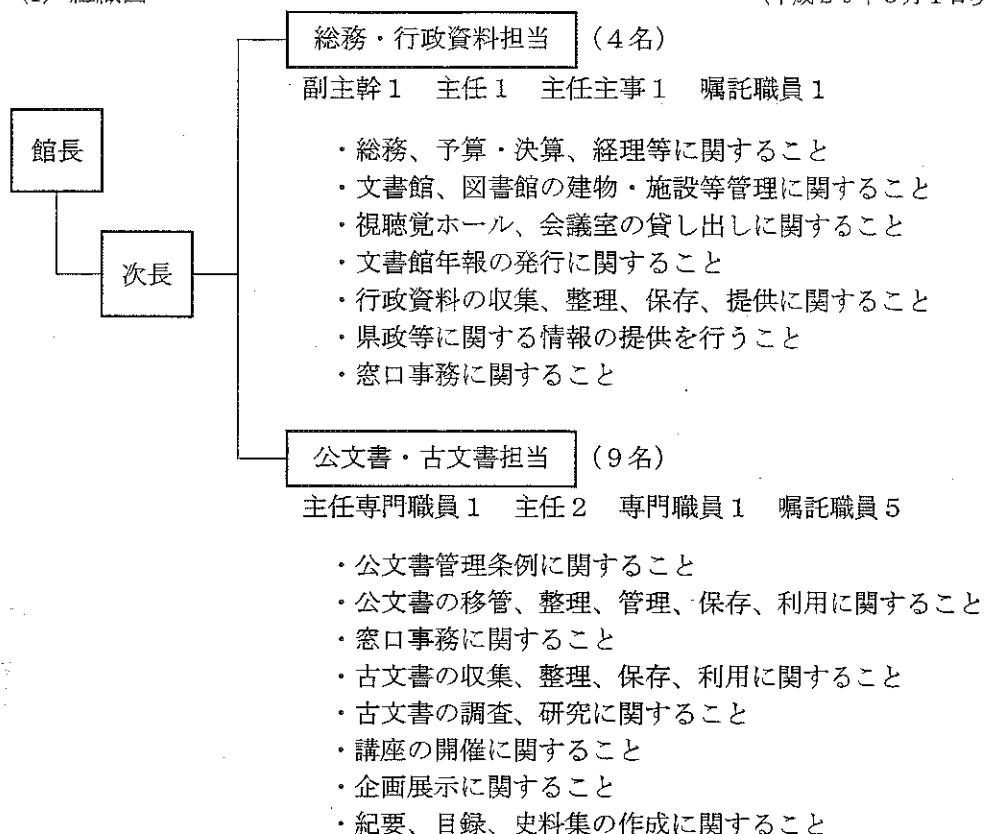 総務・行政資料担当 (4名)
副主幹1 主任1 主任主事1 嘱託職員1
館長
次長
・総務、予算・決算、経理等に関すること
・文書館、図書館の建物・施設等管理に関すること
・視聴覚ホール、会議室の貸し出しに関すること
・文書館年報の発行に関すること
・行政資料の収集、整理、保存、提供に関すること
・県政等に関する情報の提供を行うこと
・窓口事務に関すること
公文書・古文書担当 (9名)
主任専門職員1 主任2 専門職員1 嘱託職員5
・公文書管理条例に関すること
・公文書の移管、整理、管理、保存、利用に関すること
・窓口事務に関すること
・古文書の収集、整理、保存、利用に関すること
・古文書の調査、研究に関すること
・講座の開催に関すること
・企画展示に関すること
・紀要、目録、史料集の作成に関すること